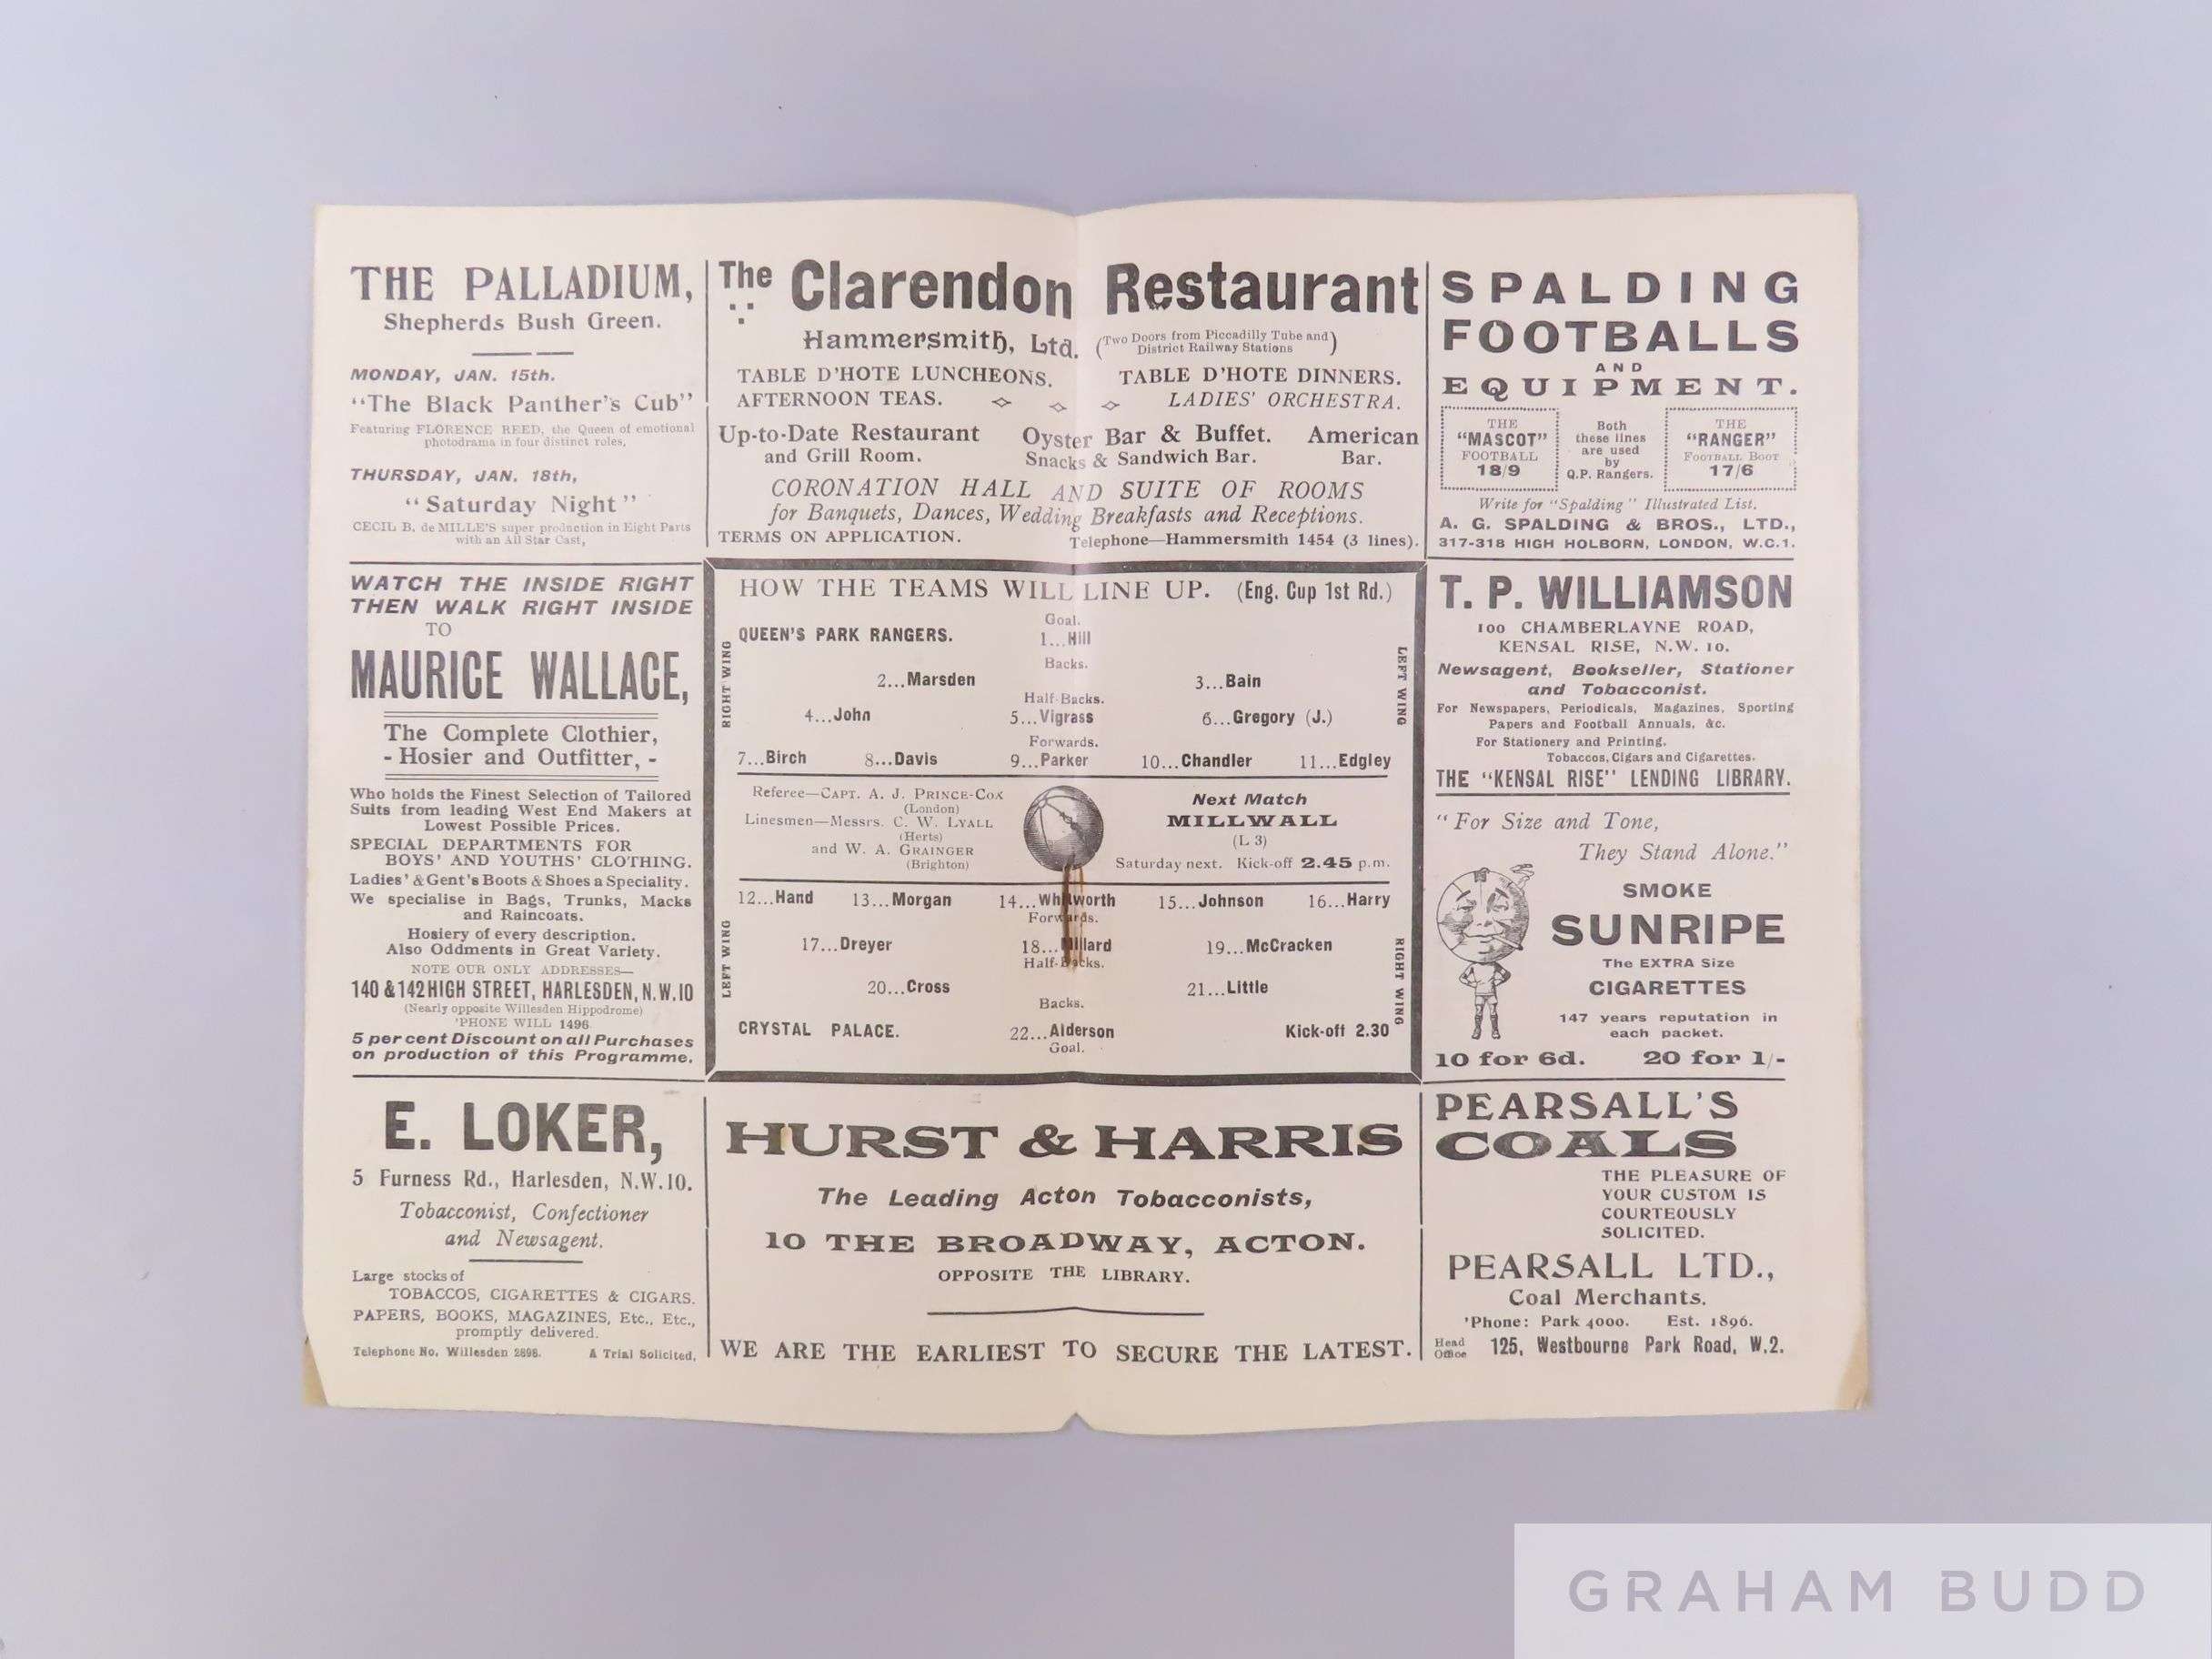 THE PALLADIUM,
Shepherds Bush Green.
MONDAY, JAN. 15th.
"The Black Panther's Cub"
Featuring FLORENCE REED, the Queen of emotional
photodrama in four distinct roles,
THURSDAY, JAN. 18th,
"Saturday Night"
CECIL B. deMILLE'S super production in Eight Parts
with an All Star Cast,
WATCH THE INSIDE RIGHT
THEN WALK RIGHT INSIDE
TO
MAURICE WALLACE,
The Complete Clothier,
- Hosier and Outfitter, -
Who holds the Finest Selection of Tailored
Suits from leading West End Makers at
Lowest Possible Prices.
SPECIAL DEPARTMENTS FOR
BOYS' AND YOUTHS' CLOTHING.
Ladies' & Gent's Boots & Shoes a Speciality.
We specialise in Bags, Trunks, Macks
and Raincoats.
Hosiery of every description.
Also Oddments in Great Variety.
NOTE OUR ONLY ADDRESSES—
140 & 142 HIGH STREET, HARLESDEN, N.W.10
(Nearly opposite Willesden Hippodrome)
'PHONE WILL 1496
5 per cent Discount on all Purchases
on production of this Programme.
E. LOKER,
5 Furness Rd., Harlesden, N.W.10.
Tobacconist, Confectioner
and Newsagent.
Large stocks of
TOBACCOS, CIGARETTES & CIGARS.
PAPERS, BOOKS, MAGAZINES, Etc., Etc.,
promptly delivered.
Telephone No. Willesden 2696. A Trial Solicited,
The Clarendon Restaurant
Hammersmith, Ltd. (Two Doors from Piccadilly Tube and
District Railway Stations)
TABLE D'HOTE LUNCHEONS. TABLE D'HOTE DINNERS.
AFTERNOON TEAS. LADIES' ORCHESTRA.
Up-to-Date Restaurant Oyster Bar & Buffet. American
and Grill Room. Snacks & Sandwich Bar. Bar.
CORONATION HALL AND SUITE OF ROOMS
for Banquets, Dances, Wedding Breakfasts and Receptions.
TERMS ON APPLICATION. Telephone—Hammersmith 1454 (3 lines).
HOW THE TEAMS WILL LINE UP. (Eng. Cup 1st Rd.)
Goal.
QUEEN'S PARK RANGERS. 1...Hill
RIGHT WING
LEFT WING
Backs.
2...Marsden 3...Bain
Half-Backs.
4...John 5...Vigrass 6...Gregory (J.)
Forwards.
7...Birch 8...Davis 9...Parker 10...Chandler 11...Edgley
Referee—CAPT. A. J. PRINCE-COX
(London)
Linesmen—Messrs. C. W. LYALL
(Herts)
and W. A. GRAINGER
(Brighton)
Next Match
MILLWALL
(L 3)
Saturday next. Kick-off 2.45 p.m.
12...Hand 13...Morgan 14...Whitworth 15...Johnson 16...Harry
Forwards.
17...Dreyer 18...Millard 19...McCracken
Half-Backs.
LEFT WING
RIGHT WING
20...Cross 21...Little
Backs.
CRYSTAL PALACE. 22...Alderson Kick-off 2.30
Goal.
HURST & HARRIS
The Leading Acton Tobacconists,
10 THE BROADWAY, ACTON.
OPPOSITE THE LIBRARY.
WE ARE THE EARLIEST TO SECURE THE LATEST.
SPALDING
FOOTBALLS
AND
EQUIPMENT.
THE
"MASCOT"
FOOTBALL
18/9
Both
these lines
are used
by
Q.P. Rangers.
THE
"RANGER"
FOOTBALL BOOT
17/6
Write for "Spalding" Illustrated List.
A. G. SPALDING & BROS., LTD.,
317-318 HIGH HOLBORN, LONDON, W.C.1.
T. P. WILLIAMSON
100 CHAMBERLAYNE ROAD,
KENSAL RISE, N.W. 10.
Newsagent, Bookseller, Stationer
and Tobacconist.
For Newspapers, Periodicals, Magazines, Sporting
Papers and Football Annuals, &c.
For Stationery and Printing.
Tobaccos, Cigars and Cigarettes.
THE "KENSAL RISE" LENDING LIBRARY.
"For Size and Tone,
They Stand Alone."
SMOKE
SUNRIPE
The EXTRA Size
CIGARETTES
147 years reputation in
each packet.
10 for 6d. 20 for 1/-
PEARSALL'S
COALS
THE PLEASURE OF
YOUR CUSTOM IS
COURTEOUSLY
SOLICITED.
PEARSALL LTD.,
Coal Merchants.
'Phone: Park 4000. Est. 1896.
Head
Office 125, Westbourne Park Road, W.2.
GRAHAM BUDD